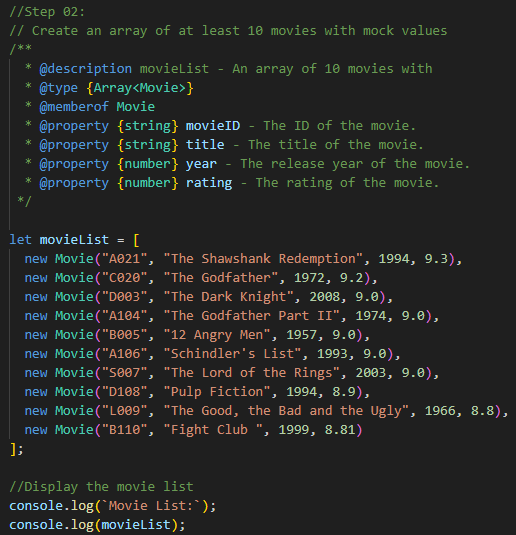 //Step 02:
// Create an array of at least 10 movies with mock values
/**
 * @description movieList - An array of 10 movies with
 * @type {Array<Movie>}
 * @memberof Movie
 * @property {string} movieID - The ID of the movie.
 * @property {string} title - The title of the movie.
 * @property {number} year - The release year of the movie.
 * @property {number} rating - The rating of the movie.
 */
let movieList = [
  new Movie("A021", "The Shawshank Redemption", 1994, 9.3),
  new Movie("C020", "The Godfather", 1972, 9.2),
  new Movie("D003", "The Dark Knight", 2008, 9.0),
  new Movie("A104", "The Godfather Part II", 1974, 9.0),
  new Movie("B005", "12 Angry Men", 1957, 9.0),
  new Movie("A106", "Schindler's List", 1993, 9.0),
  new Movie("S007", "The Lord of the Rings", 2003, 9.0),
  new Movie("D108", "Pulp Fiction", 1994, 8.9),
  new Movie("L009", "The Good, the Bad and the Ugly", 1966, 8.8),
  new Movie("B110", "Fight Club ", 1999, 8.81)
];
//Display the movie list
console.log(`Movie List:`);
console.log(movieList);